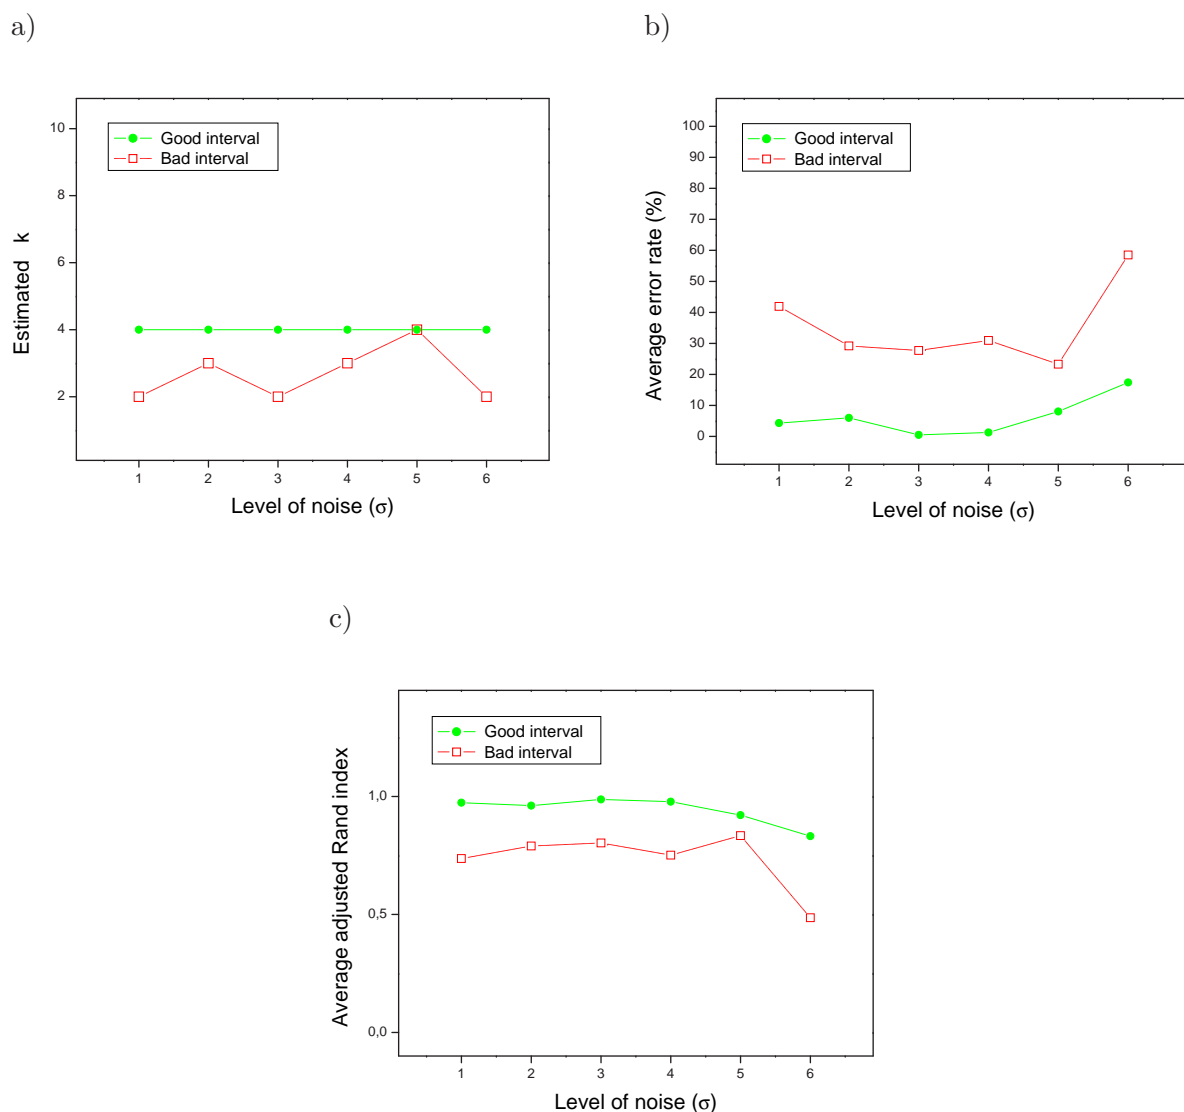 a)
b)
Good interval
Bad interval
10
8
6
4
2
Estimated k
1 2 3 4 5 6
Level of noise (σ)
Good interval
Bad interval
100
90
80
70
60
50
40
30
20
10
0
Average error rate (%)
1 2 3 4 5 6
Level of noise (σ)
c)
Good interval
Bad interval
1,0
0,5
0,0
Average adjusted Rand index
1 2 3 4 5 6
Level of noise (σ)